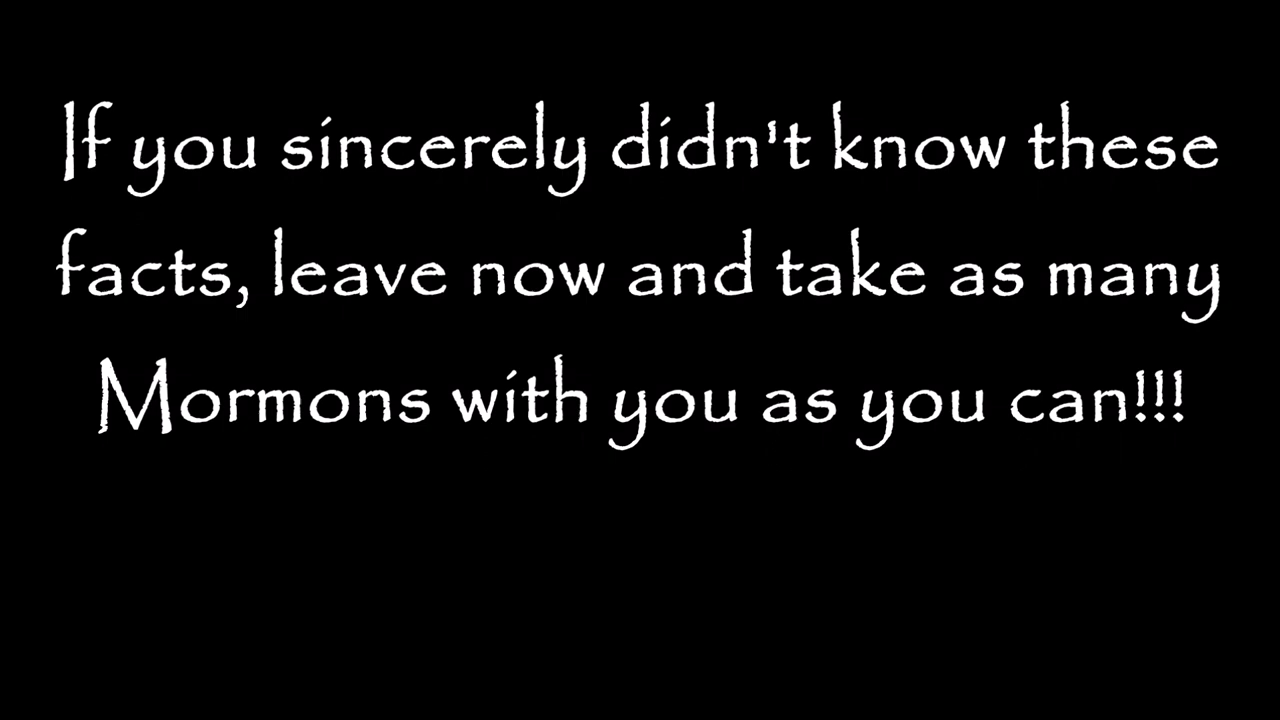 If you sincerely didn't know these
facts, leave now and take as many
Mormons with you as you can!!!